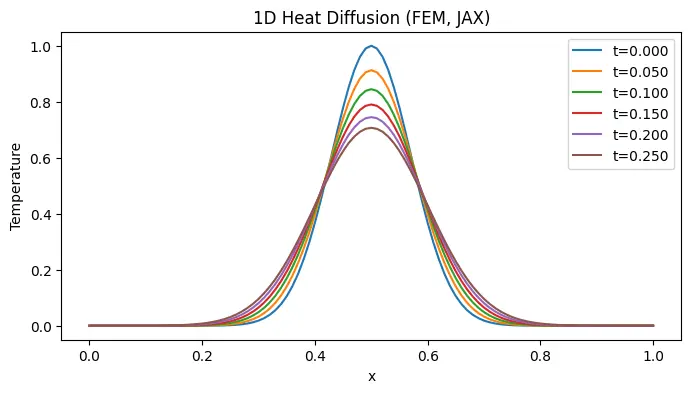 1D Heat Diffusion (FEM, JAX)
t=0.000
t=0.050
t=0.100
t=0.150
t=0.200
t=0.250
Temperature
1.0
0.8
0.6
0.4
0.2
0.0
0.0 0.2 0.4 0.6 0.8 1.0
x